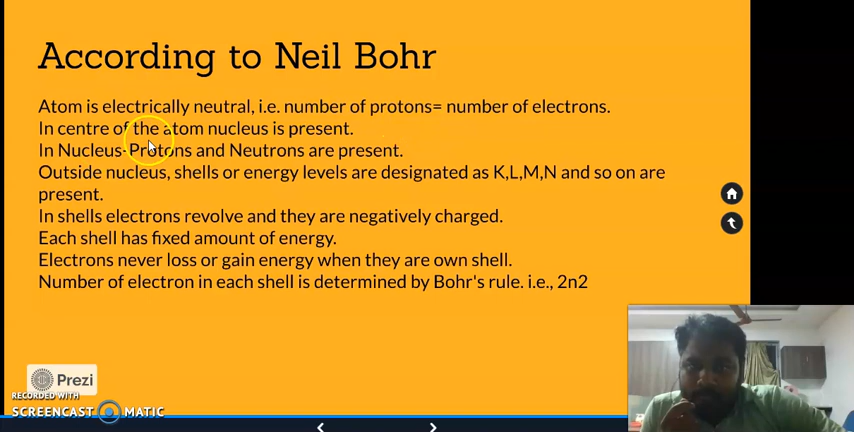 According to Neil Bohr
Atom is electrically neutral, i.e. number of protons= number of electrons.
In centre of the atom nucleus is present.
In Nucleus-Protons and Neutrons are present.
Outside nucleus, shells or energy levels are designated as K,L,M,N and so on are
present.
In shells electrons revolve and they are negatively charged.
Each shell has fixed amount of energy.
Electrons never loss or gain energy when they are own shell.
Number of electron in each shell is determined by Bohr's rule. i.e., 2n2
Prezi
RECORDED WITH
SCREENCAST MATIC